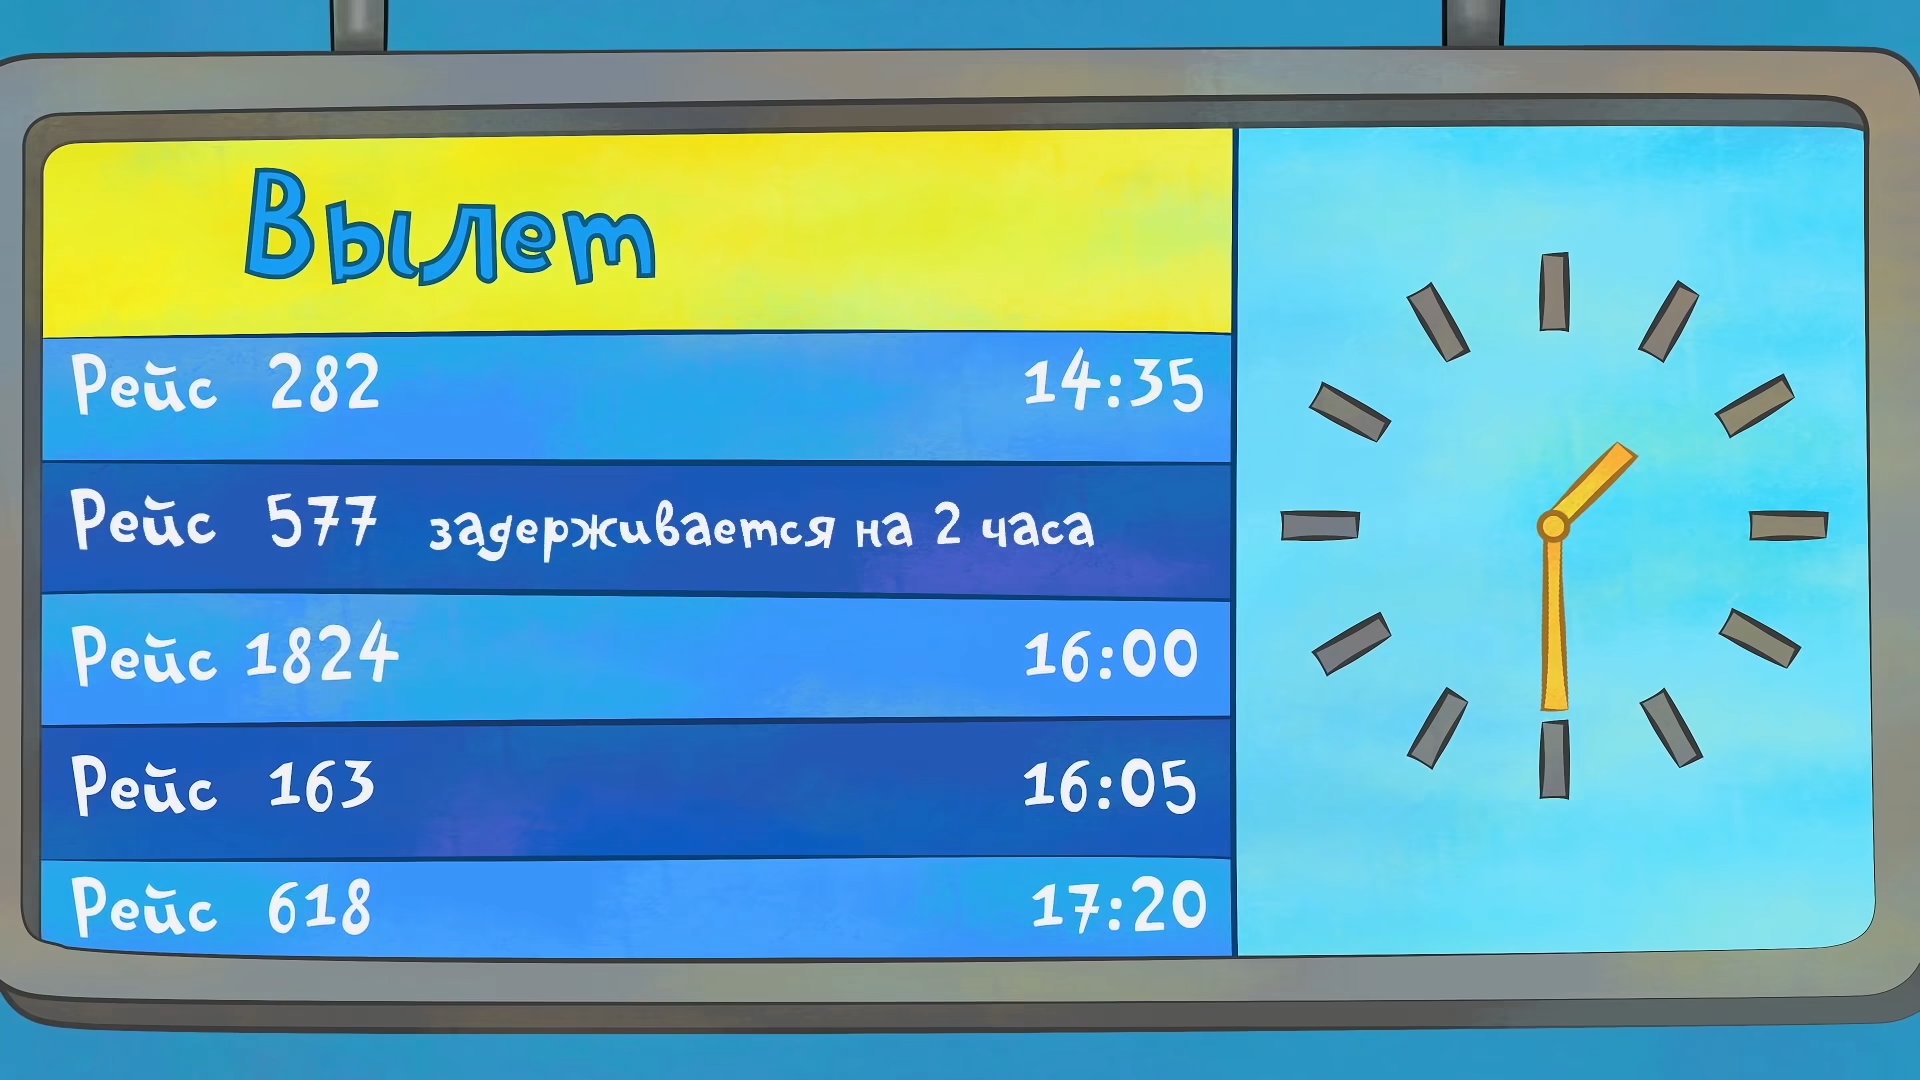 Вылет
Рейс 282 14:35
Рейс 577 задерживается на 2 часа
Рейс 1824 16:00
Рейс 163 16:05
Рейс 618 17:20